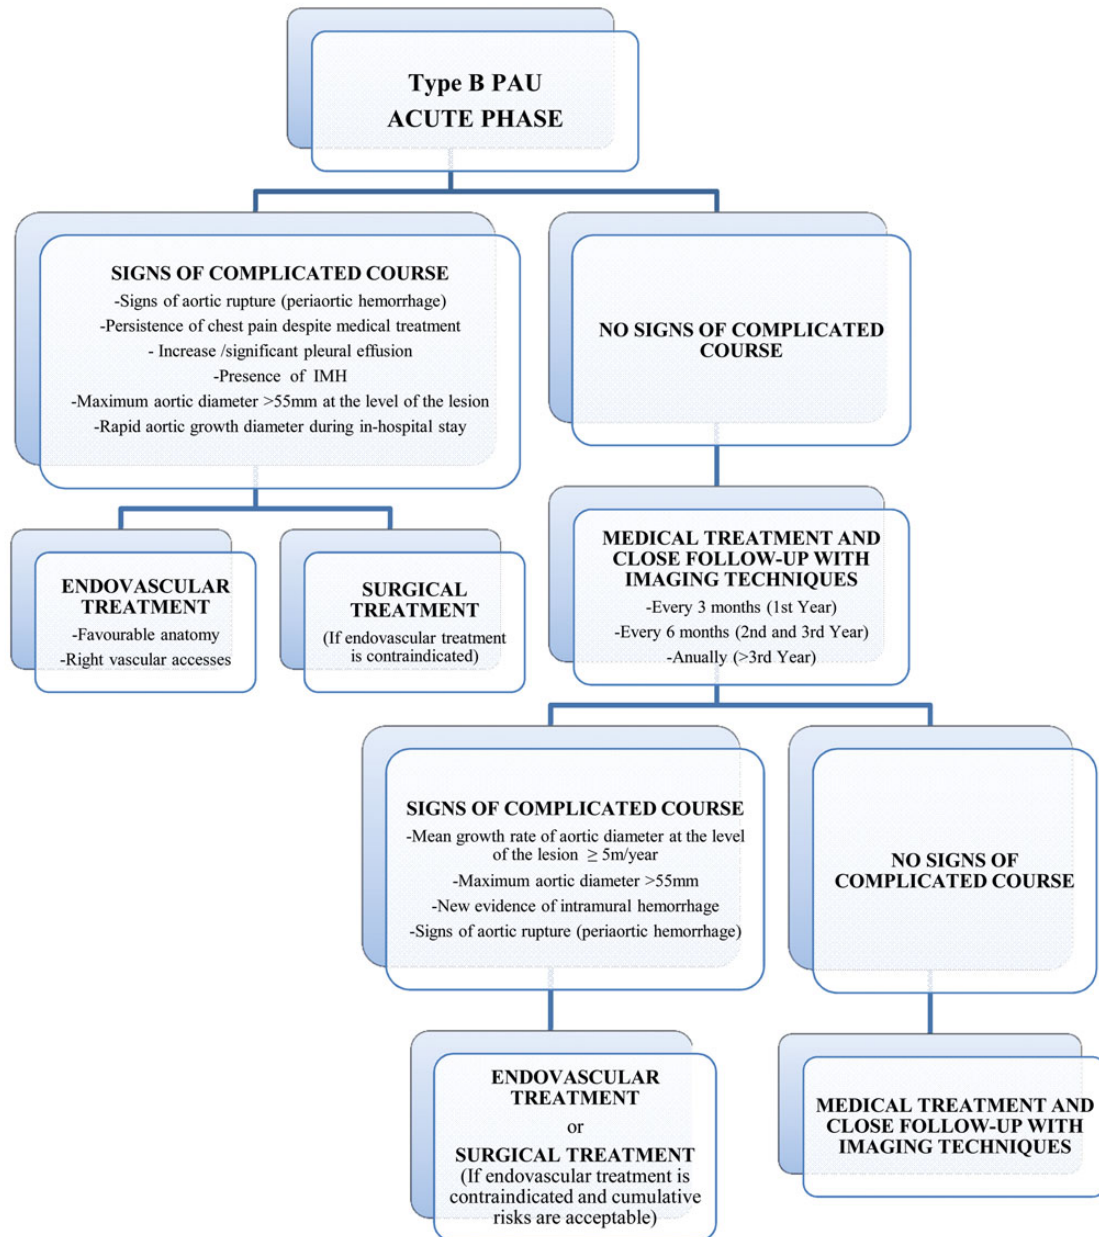 Type B PAU
ACUTE PHASE
SIGNS OF COMPLICATED COURSE
-Signs of aortic rupture (periaortic hemorrhage)
-Persistence of chest pain despite medical treatment
- Increase /significant pleural effusion
-Presence of IMH
-Maximum aortic diameter >55mm at the level of the lesion
-Rapid aortic growth diameter during in-hospital stay
NO SIGNS OF COMPLICATED
COURSE
ENDOVASCULAR
TREATMENT
-Favourable anatomy
-Right vascular accesses
SURGICAL
TREATMENT
(If endovascular treatment
is contraindicated)
MEDICAL TREATMENT AND
CLOSE FOLLOW-UP WITH
IMAGING TECHNIQUES
-Every 3 months (1st Year)
-Every 6 months (2nd and 3rd Year)
-Anually (>3rd Year)
SIGNS OF COMPLICATED COURSE
-Mean growth rate of aortic diameter at the level
of the lesion ≥ 5m/year
-Maximum aortic diameter >55mm
-New evidence of intramural hemorrhage
-Signs of aortic rupture (periaortic hemorrhage)
NO SIGNS OF
COMPLICATED COURSE
ENDOVASCULAR
TREATMENT
or
SURGICAL TREATMENT
(If endovascular treatment is
contraindicated and cumulative
risks are acceptable)
MEDICAL TREATMENT AND
CLOSE FOLLOW-UP WITH
IMAGING TECHNIQUES